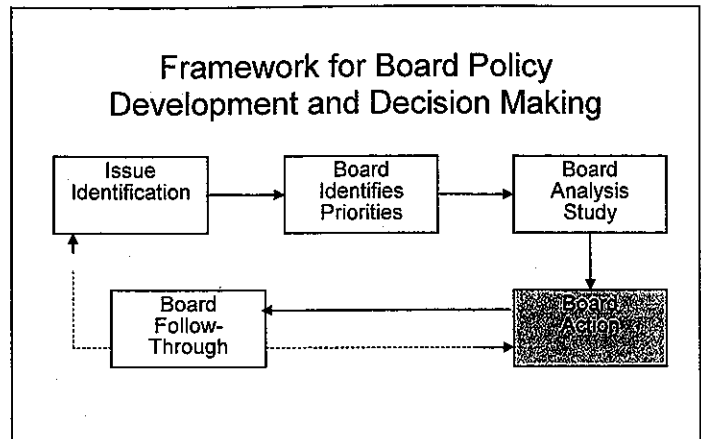 Framework for Board Policy
Development and Decision Making
Issue
Identification
Board
Identifies
Priorities
Board
Analysis
Study
Board
Follow-
Through
Board
Action